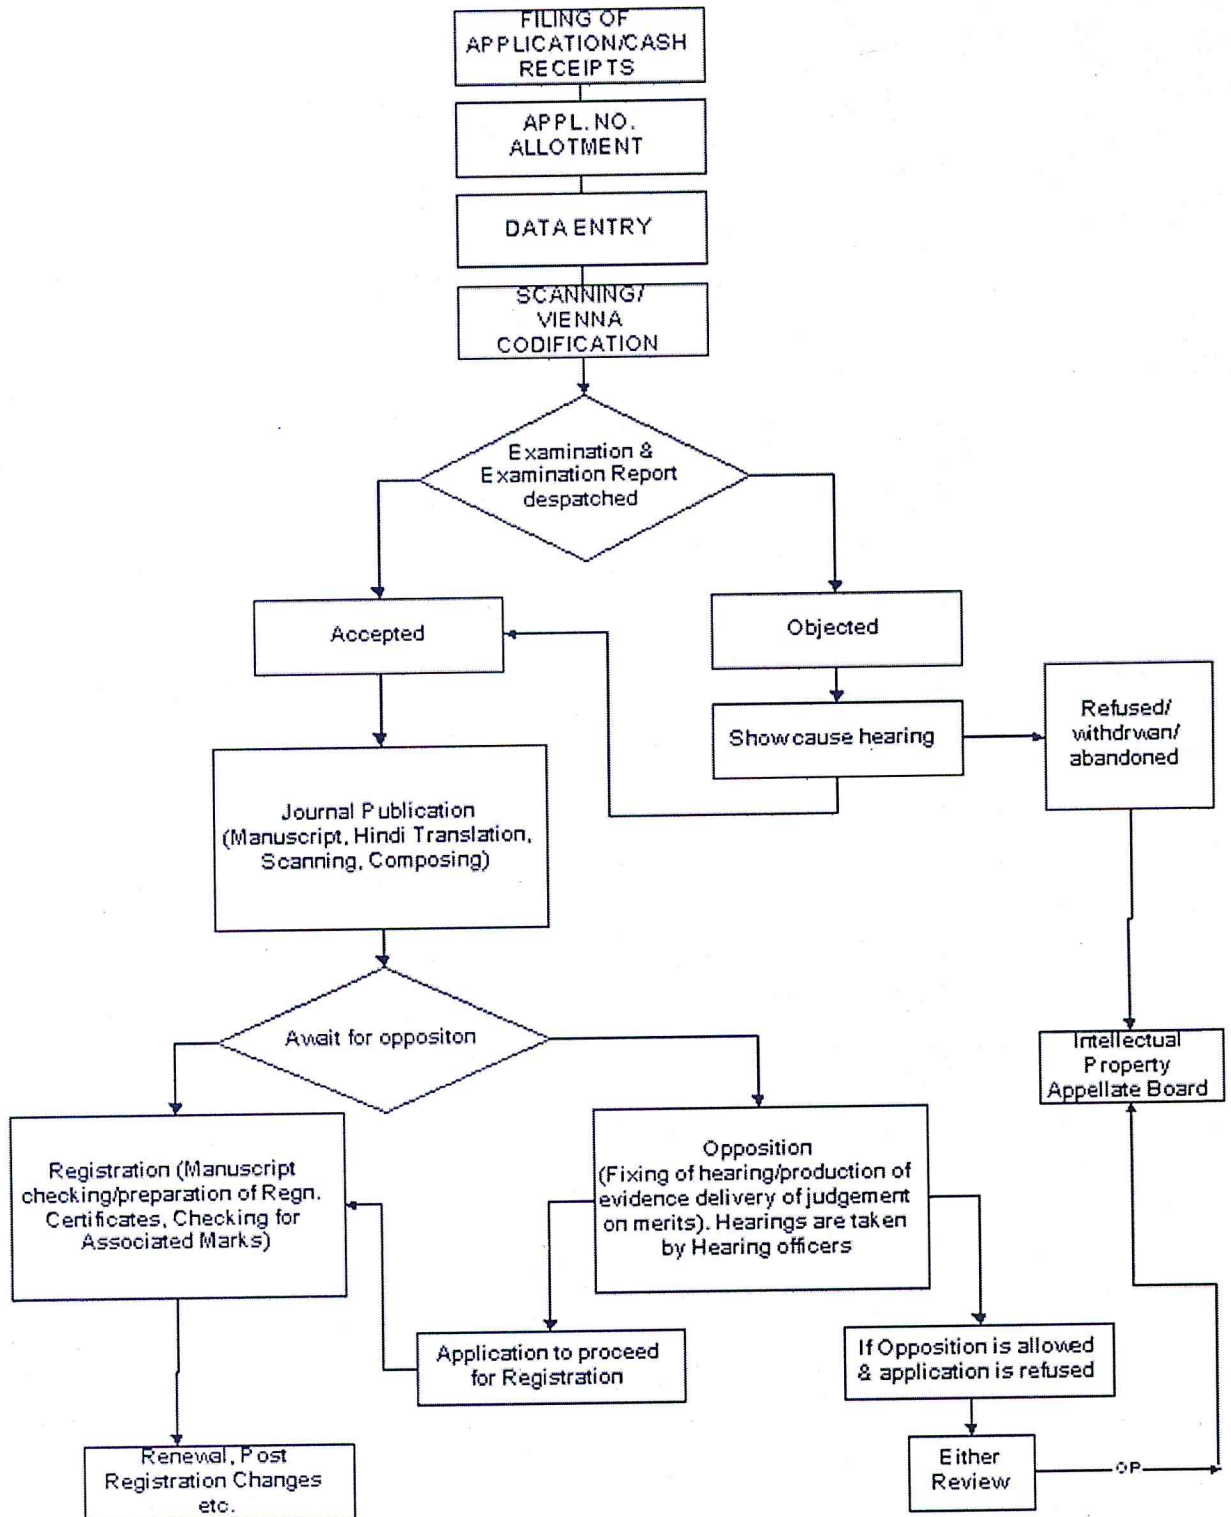 FILING OF
APPLICATION/CASH
RECEIPTS
APPL. NO.
ALLOTMENT
DATA ENTRY
SCANNING/
VIENNA
CODIFICATION
Examination &
Examination Report
despatched
Accepted
Objected
Show cause hearing
Refused/
withdrwan/
abandoned
Journal Publication
(Manuscript, Hindi Translation,
Scanning, Composing)
Await for oppositon
Intellectual
Property
Appellate Board
Registration (Manuscript
checking/preparation of Regn.
Certificates, Checking for
Associated Marks)
Opposition
(Fixing of hearing/production of
evidence delivery of judgement
on merits). Hearings are taken
by Hearing officers
Application to proceed
for Registration
If Opposition is allowed
& application is refused
Renewal, Post
Registration Changes
etc.
Either
Review
OP